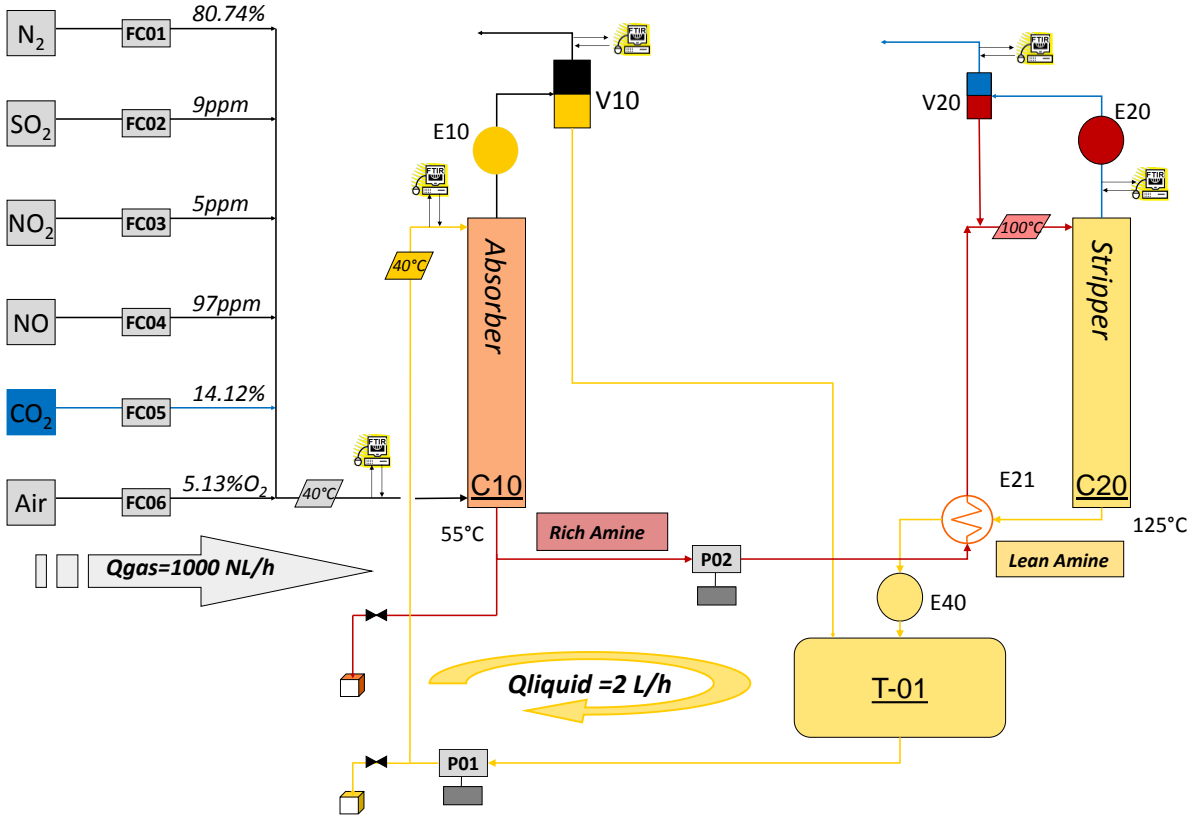 N2
FC01
80.74%
SO2
FC02
9ppm
NO2
FC03
5ppm
NO
FC04
97ppm
CO2
FC05
14.12%
Air
FC06
5.13%O2
40°C
FTIR
Qgas=1000 NL/h
FTIR
V10
E10
FTIR
40°C
Absorber
C10
55°C
Rich Amine
P02
FTIR
V20
E20
FTIR
100°C
Stripper
C20
E21
125°C
Lean Amine
E40
T-01
Qliquid =2 L/h
P01